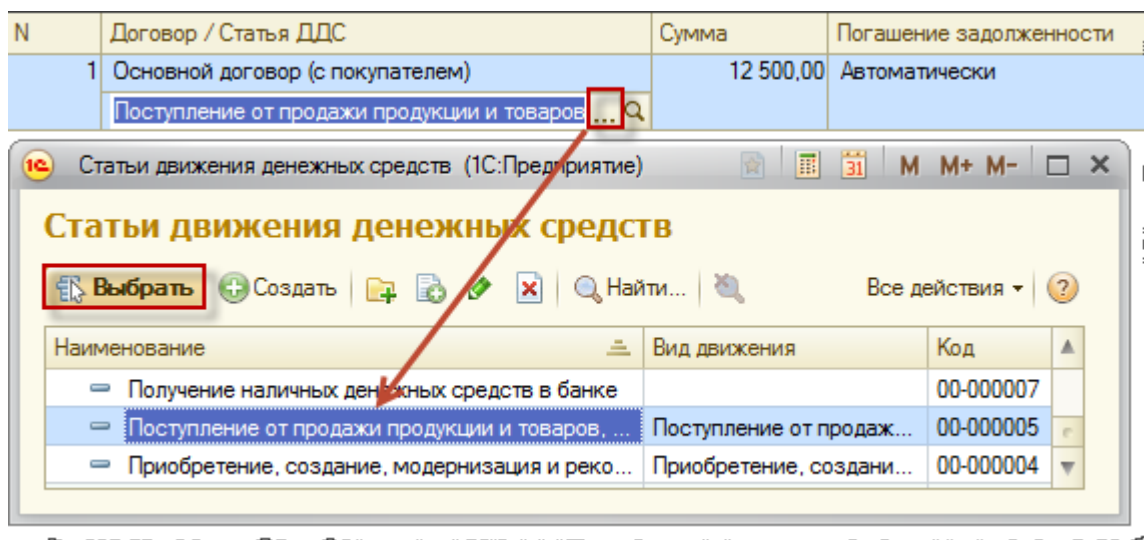 N Договор / Статья ДДС Сумма Погашение задолженности
1 Основной договор (с покупателем) 12 500,00 Автоматически
Поступление от продажи продукции и товаров ...
1С Статьи движения денежных средств (1С:Предприятие) 31 M M+ M-
Статьи движения денежных средств
Выбрать Создать Найти... Все действия ?
Наименование Вид движения Код
Получение наличных денежных средств в банке 00-000007
Поступление от продажи продукции и товаров, ... Поступление от продаж... 00-000005
Приобретение, создание, модернизация и реко... Приобретение, создани... 00-000004